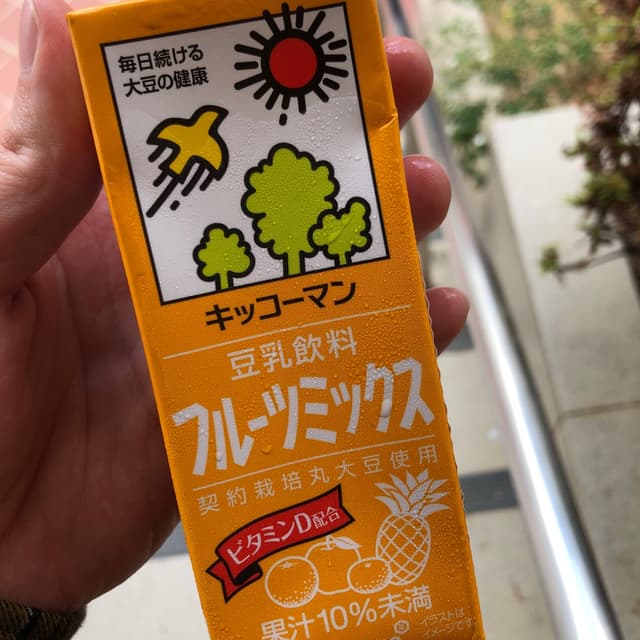 毎日続ける
大豆の健康
キッコーマン
豆乳飲料
フルーツミックス
契約栽培丸大豆使用
ビタミンD配合
果汁10%未満
イラストは
イメージです。